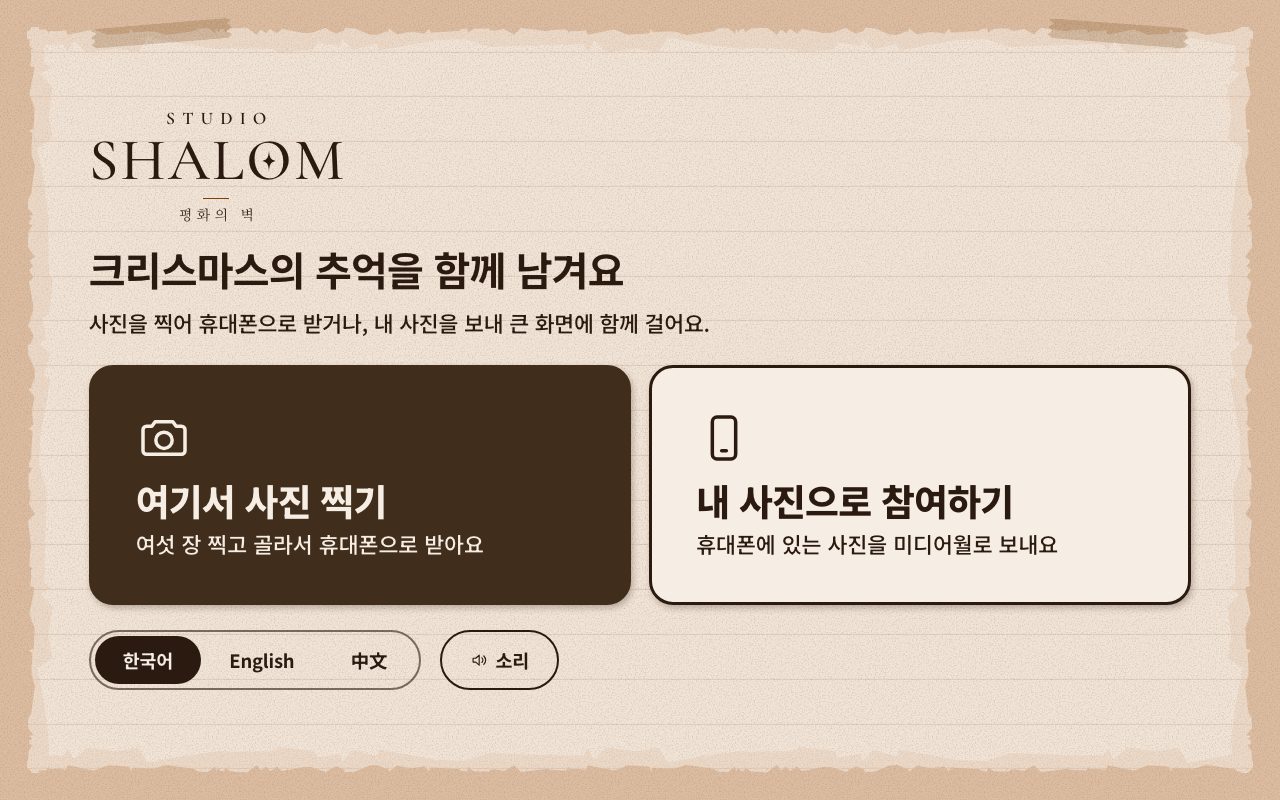 STUDIO
SHALOM
평화의 벽
크리스마스의 추억을 함께 남겨요
사진을 찍어 휴대폰으로 받거나, 내 사진을 보내 큰 화면에 함께 걸어요.
여기서 사진 찍기
여섯 장 찍고 골라서 휴대폰으로 받아요
내 사진으로 참여하기
휴대폰에 있는 사진을 미디어월로 보내요
한국어 English 中文 소리